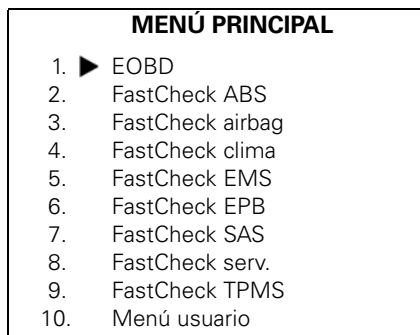 MENÚ PRINCIPAL
1. ▶ EOBD
2. FastCheck ABS
3. FastCheck airbag
4. FastCheck clima
5. FastCheck EMS
6. FastCheck EPB
7. FastCheck SAS
8. FastCheck serv.
9. FastCheck TPMS
10. Menú usuario